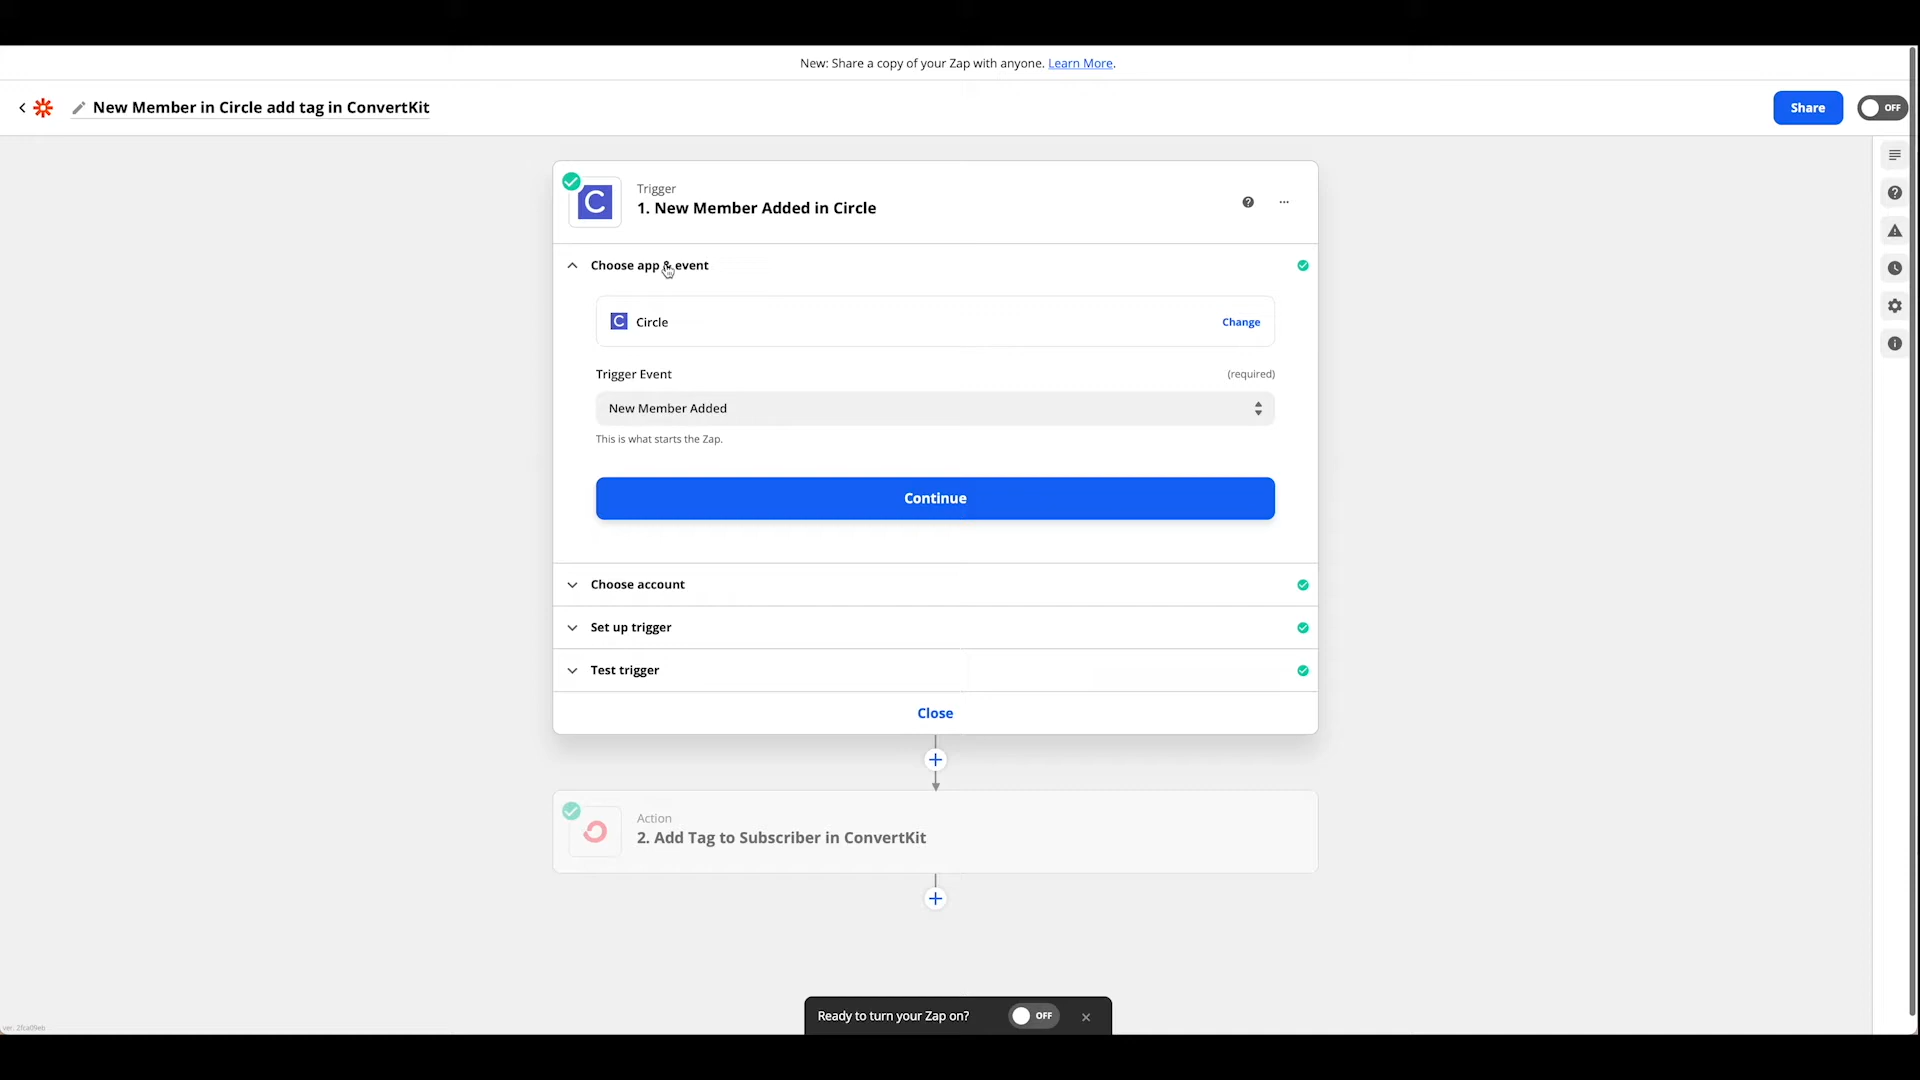 New: Share a copy of your Zap with anyone. Learn More.
New Member in Circle add tag in ConvertKit
Share
OFF
Trigger
1. New Member Added in Circle
...
Choose app & event
C Circle
Change
Trigger Event
(required)
New Member Added
This is what starts the Zap.
Continue
Choose account
Set up trigger
Test trigger
Close
Action
2. Add Tag to Subscriber in ConvertKit
Ready to turn your Zap on?
OFF